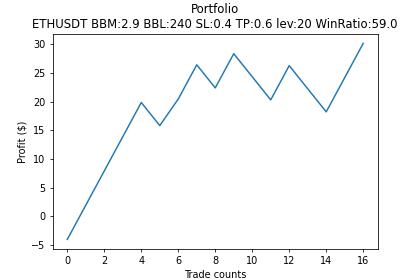 Portfolio
ETHUSDT BBM:2.9 BBL:240 SL:0.4 TP:0.6 lev:20 WinRatio:59.0
Profit ($)
30
25
20
15
10
5
0
−5
0 2 4 6 8 10 12 14 16
Trade counts